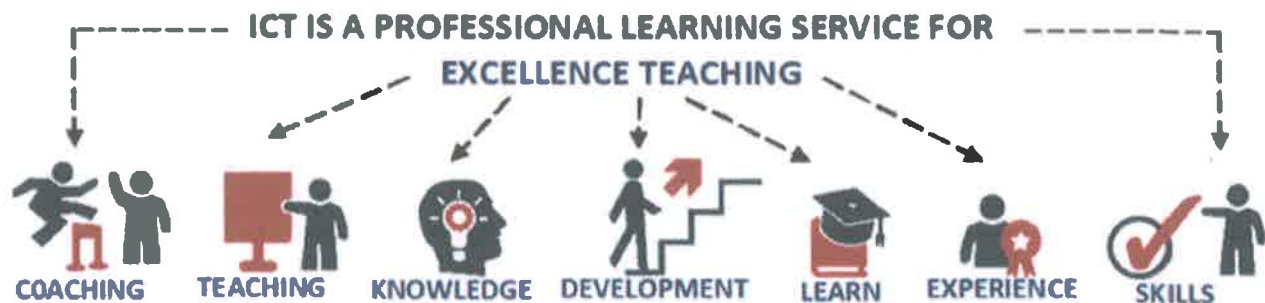 ICT IS A PROFESSIONAL LEARNING SERVICE FOR
EXCELLENCE TEACHING
COACHING
TEACHING
KNOWLEDGE
DEVELOPMENT
LEARN
EXPERIENCE
SKILLS